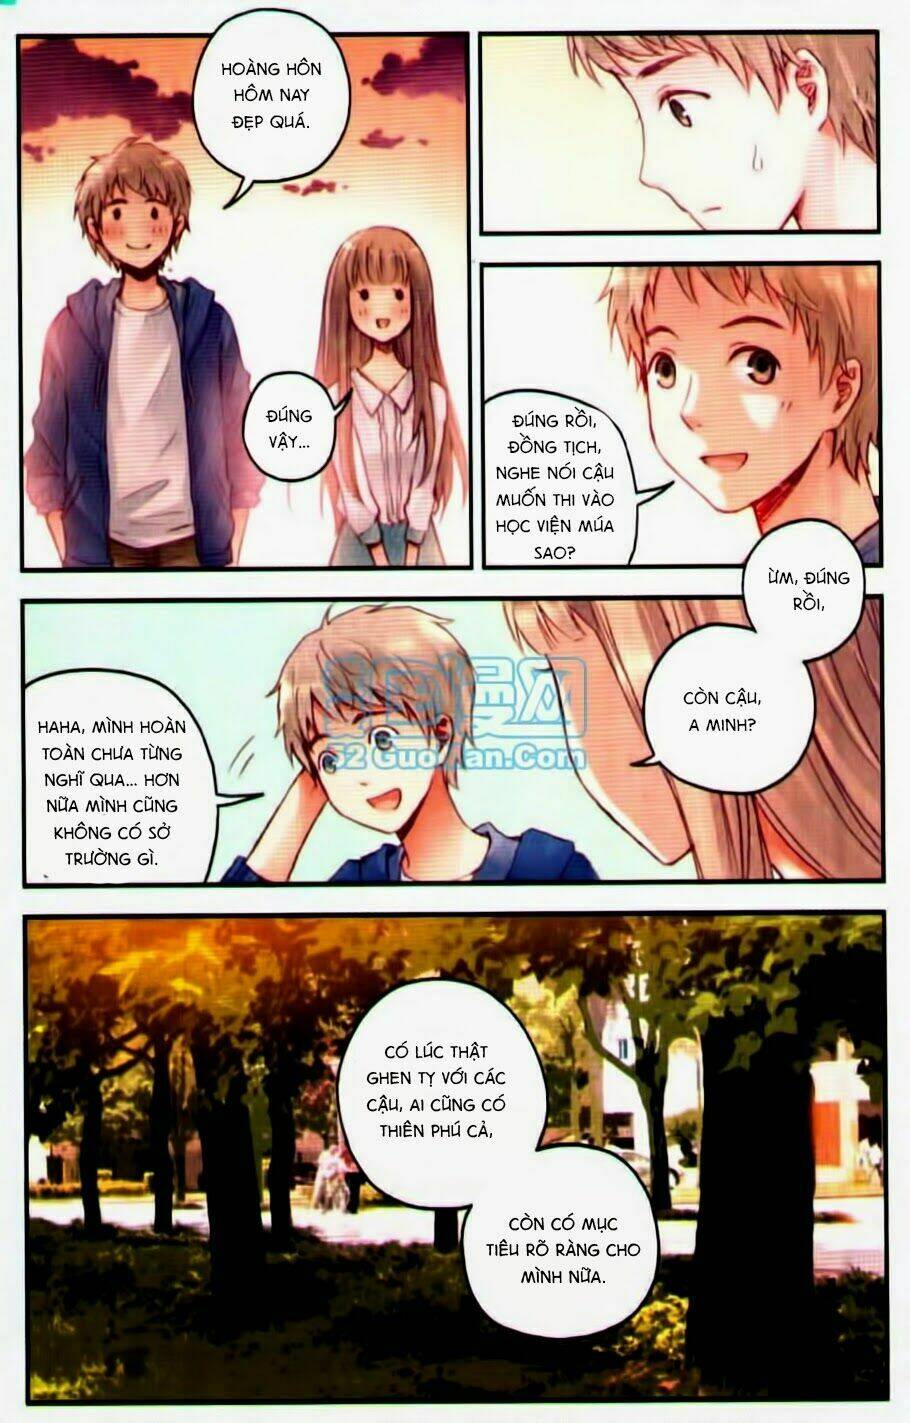 HOÀNG HÔN
HÔM NAY
ĐẸP QUÁ.
ĐÚNG
VẬY...
ĐÚNG RỒI,
ĐỒNG TỊCH,
NGHE NÓI CẬU
MUỐN THI VÀO
HỌC VIỆN MÚA
SAO?
ỪM, ĐÚNG
RỒI,
CÒN CẬU,
A MINH?
HAHA, MÌNH HOÀN
TOÀN CHƯA TỪNG
NGHĨ QUA... HƠN
NỮA MÌNH CŨNG
KHÔNG CÓ SỞ
TRƯỜNG GÌ.
漫网
CÓ LÚC THẬT
GHEN TỴ VỚI CÁC
CẬU, AI CŨNG CÓ
THIÊN PHÚ CẢ,
CÒN CÓ MỤC
TIÊU RÕ RÀNG CHO
MÌNH NỮA.